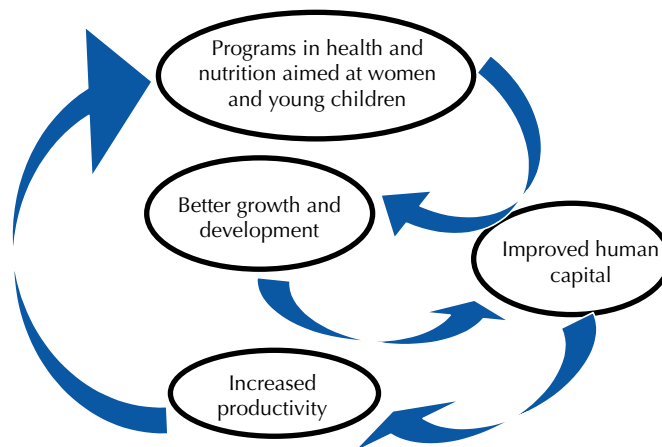 Programs in health and
nutrition aimed at women
and young children
Better growth and
development
Improved human
capital
Increased
productivity